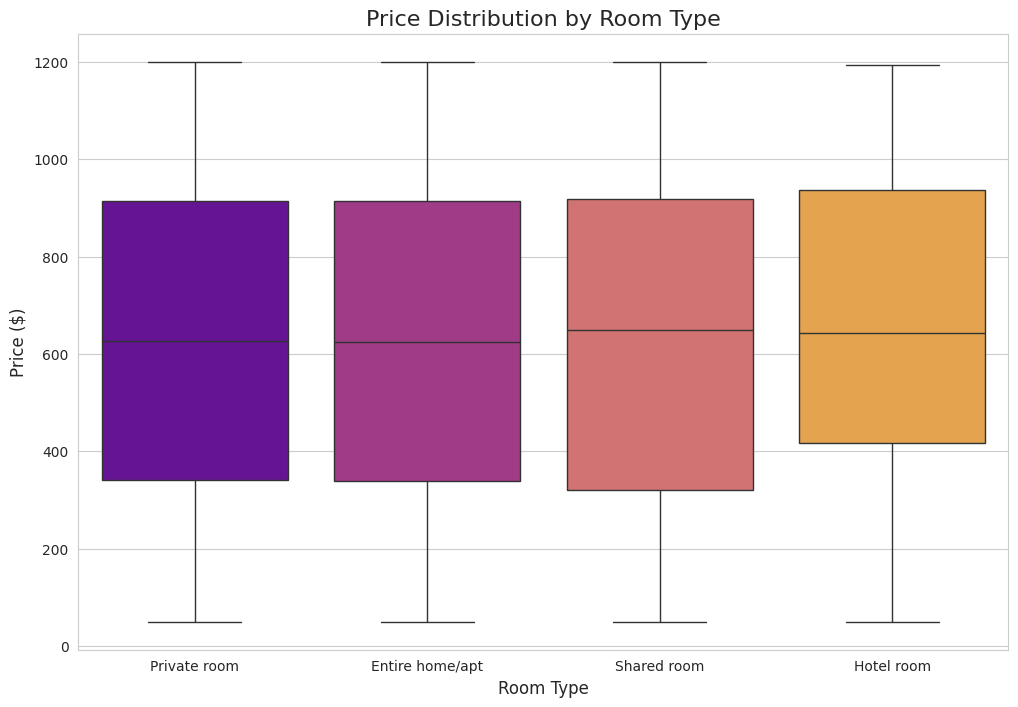 Price Distribution by Room Type
Price ($)
1200
1000
800
600
400
200
0
Private room
Entire home/apt
Shared room
Hotel room
Room Type